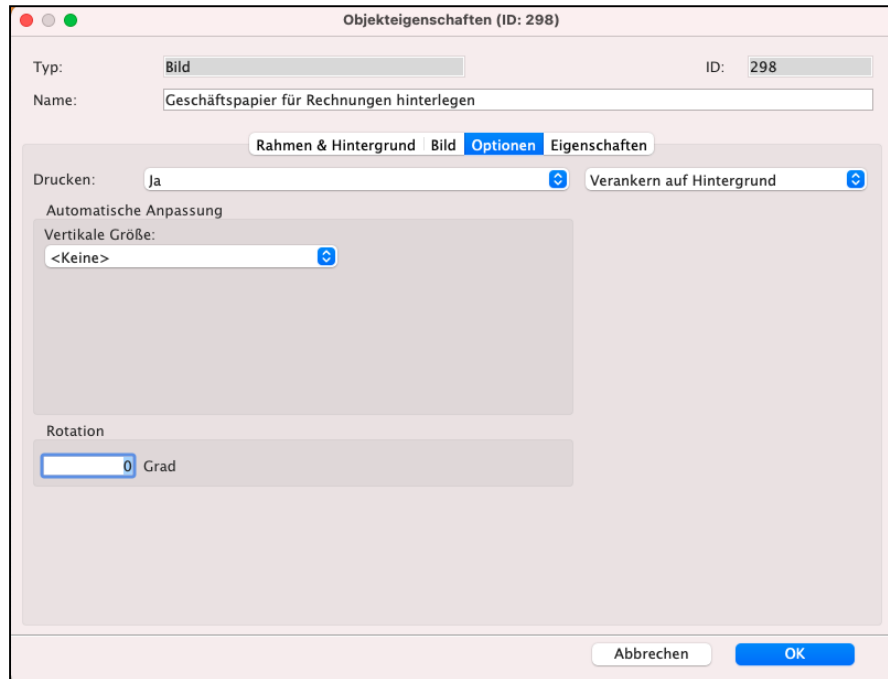 Objekteigenschaften (ID: 298)
Typ: Bild ID: 298
Name: Geschäftspapier für Rechnungen hinterlegen
Rahmen & Hintergrund Bild Optionen Eigenschaften
Drucken: Ja Verankern auf Hintergrund
Automatische Anpassung
Vertikale Größe:
<Keine>
Rotation
0 Grad
Abbrechen OK